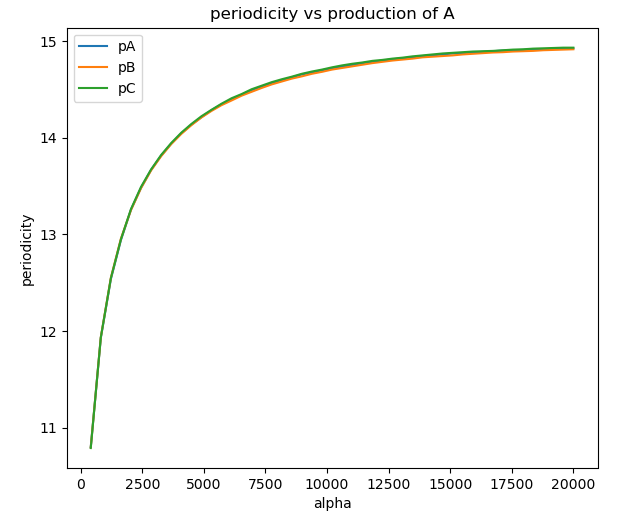 periodicity vs production of A
15
14
13
12
11
periodicity
pA
pB
pC
0 2500 5000 7500 10000 12500 15000 17500 20000
alpha